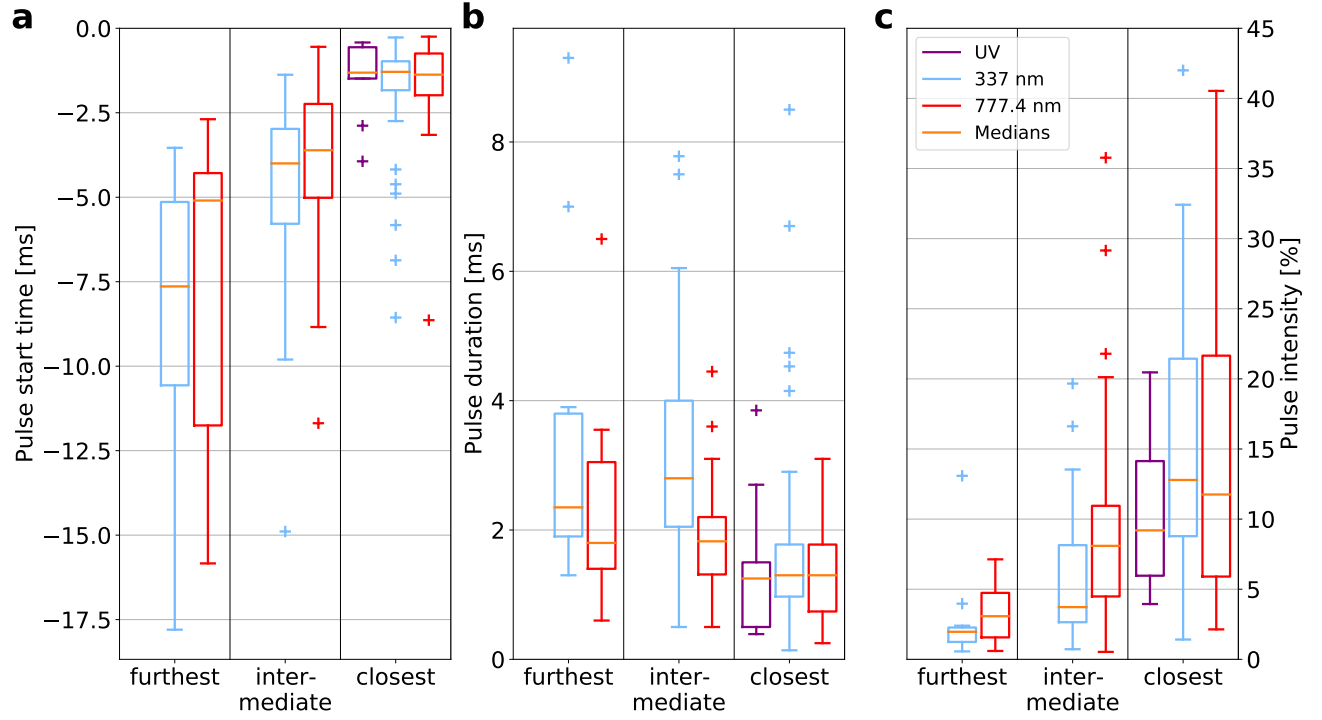 a
Pulse start time [ms]
0.0
−2.5
−5.0
−7.5
−10.0
−12.5
−15.0
−17.5
furthest
inter-
mediate
closest
b
Pulse duration [ms]
8
6
4
2
0
furthest
inter-
mediate
closest
c
UV
337 nm
777.4 nm
Medians
45
40
35
30
25
20
15
10
5
0
Pulse intensity [%]
furthest
inter-
mediate
closest